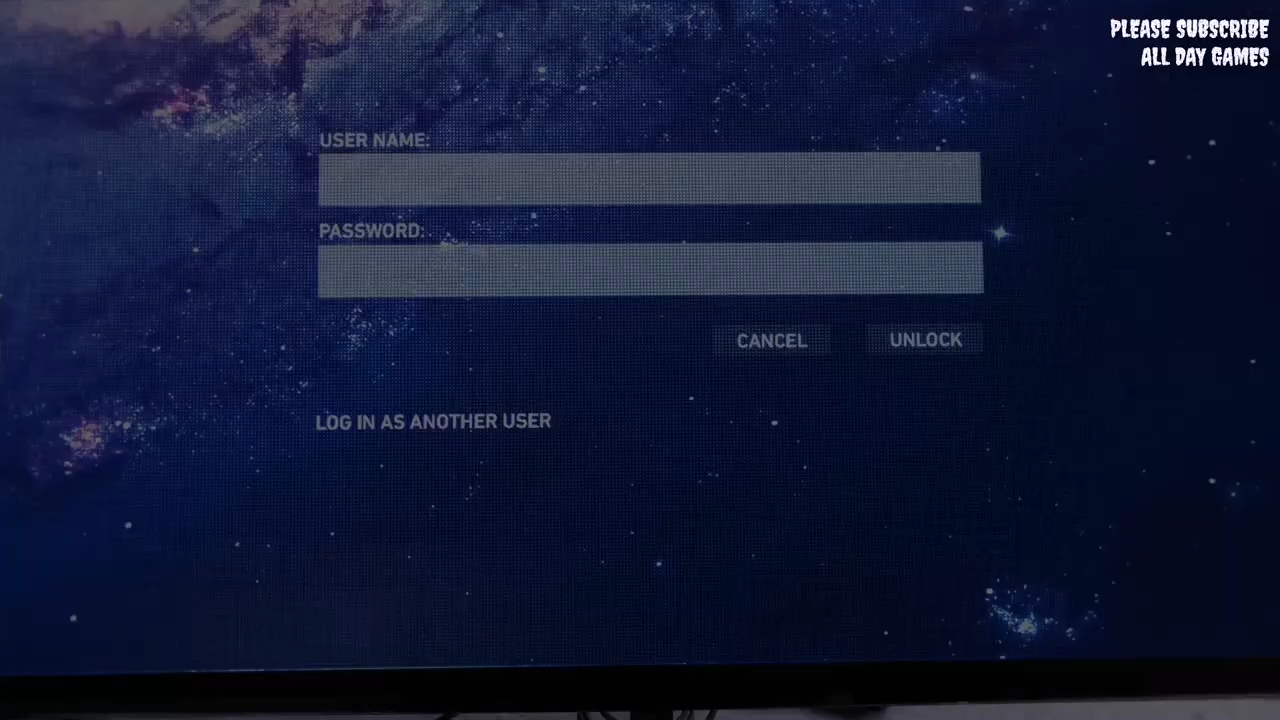 PLEASE SUBSCRIBE
ALL DAY GAMES
USER NAME:
PASSWORD:
CANCEL
UNLOCK
LOG IN AS ANOTHER USER